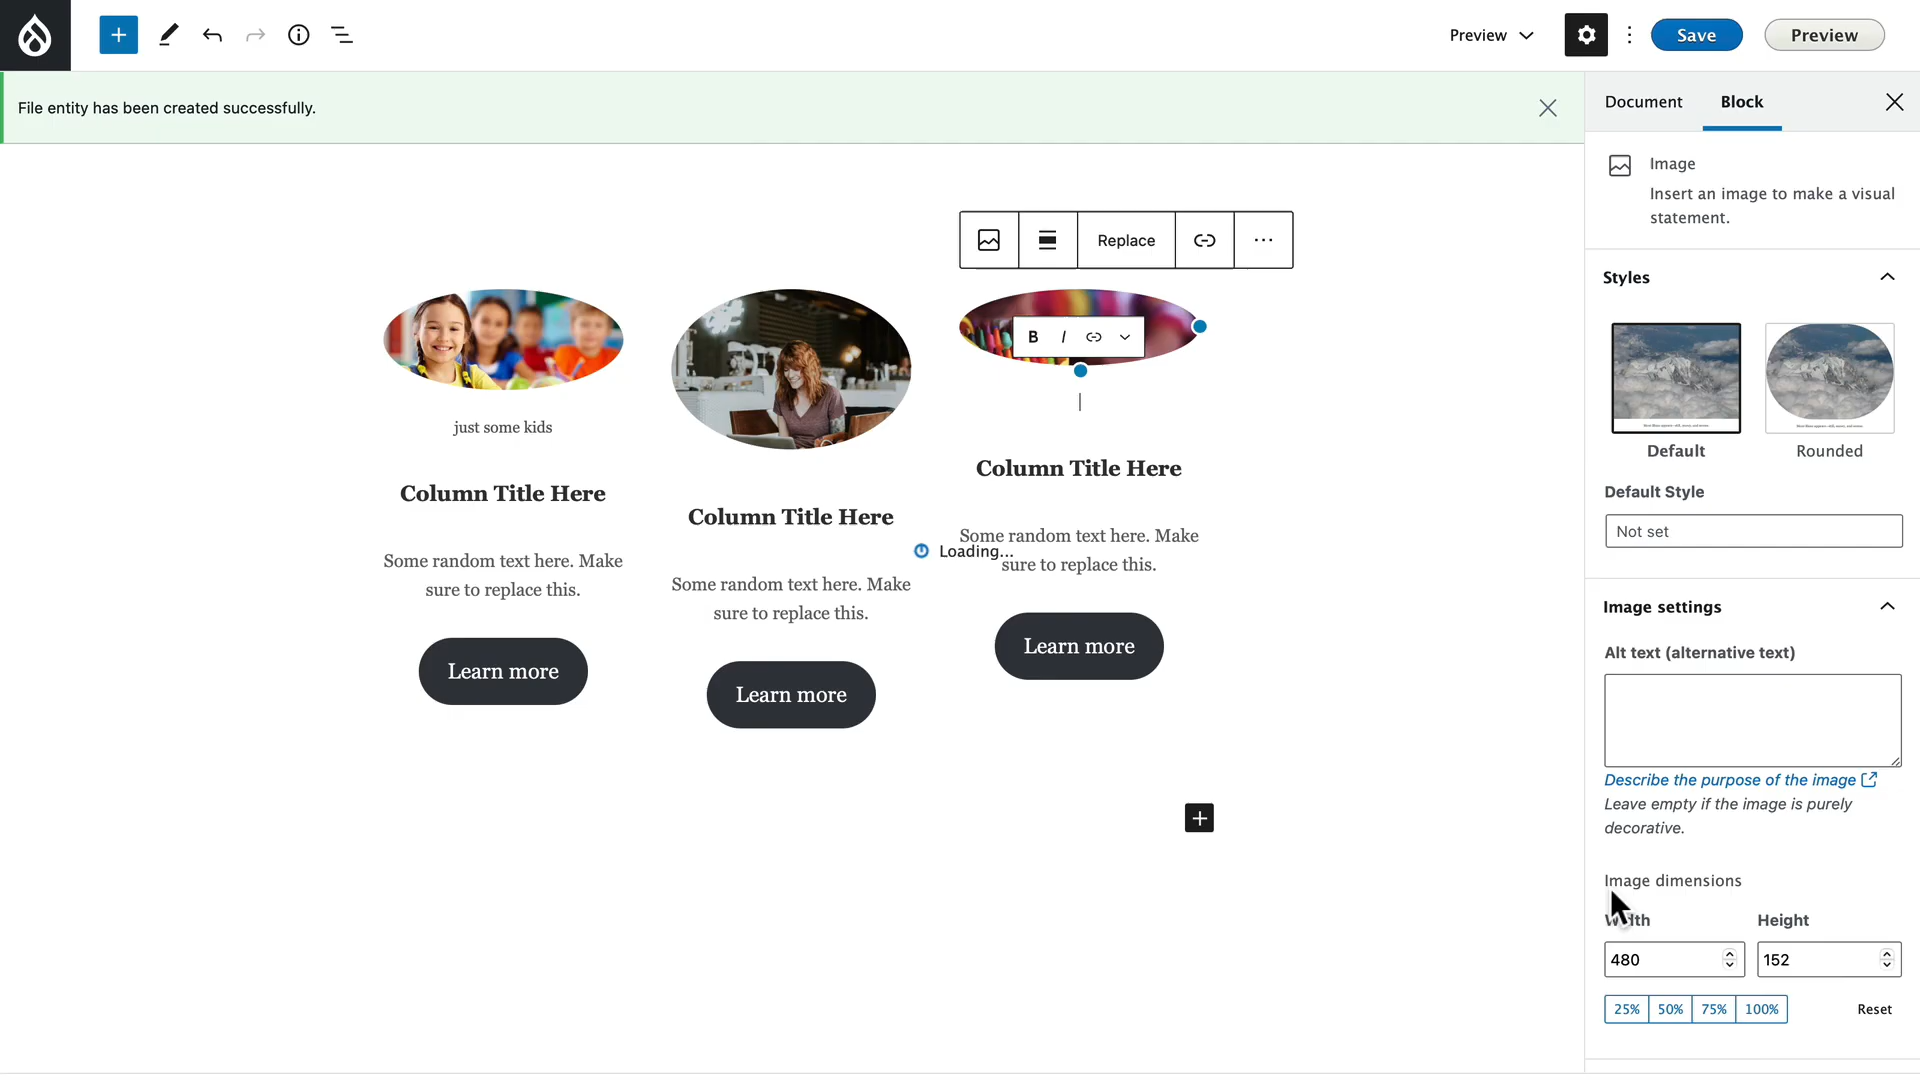 Preview
Save
Preview
File entity has been created successfully.
Document
Block
Image
Insert an image to make a visual
statement.
Replace
Styles
B I
Default
Rounded
just some kids
Column Title Here
Some random text here. Make
sure to replace this.
Learn more
Column Title Here
Some random text here. Make
sure to replace this.
Learn more
Column Title Here
Some random text here. Make
sure to replace this.
Learn more
Loading...
Default Style
Not set
Image settings
Alt text (alternative text)
Describe the purpose of the image
Leave empty if the image is purely
decorative.
Image dimensions
Width
Height
480
152
25%
50%
75%
100%
Reset